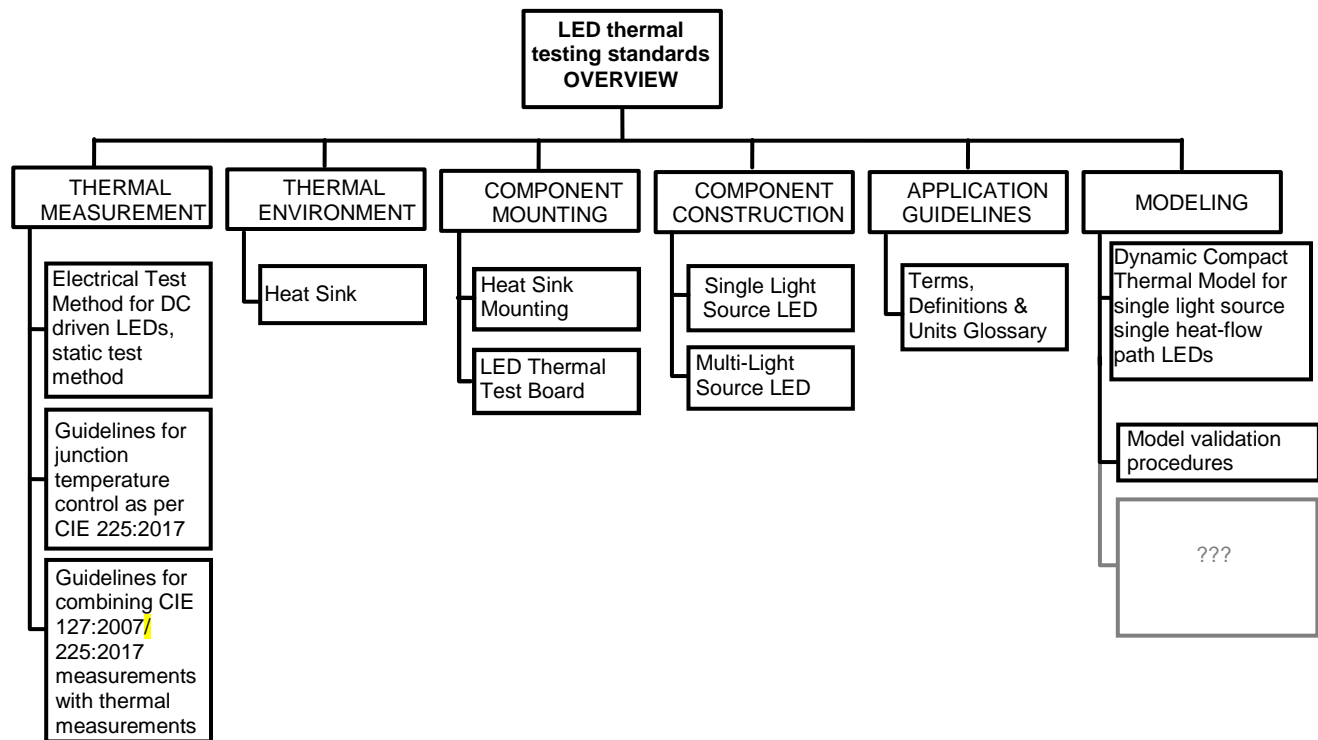 LED thermal
testing standards
OVERVIEW
THERMAL
MEASUREMENT
THERMAL
ENVIRONMENT
COMPONENT
MOUNTING
COMPONENT
CONSTRUCTION
APPLICATION
GUIDELINES
MODELING
Electrical Test
Method for DC
driven LEDs,
static test
method
Guidelines for
junction
temperature
control as per
CIE 225:2017
Guidelines for
combining CIE
127:2007/
225:2017
measurements
with thermal
measurements
Heat Sink
Heat Sink
Mounting
LED Thermal
Test Board
Single Light
Source LED
Multi-Light
Source LED
Terms,
Definitions &
Units Glossary
Dynamic Compact
Thermal Model for
single light source
single heat-flow
path LEDs
Model validation
procedures
???